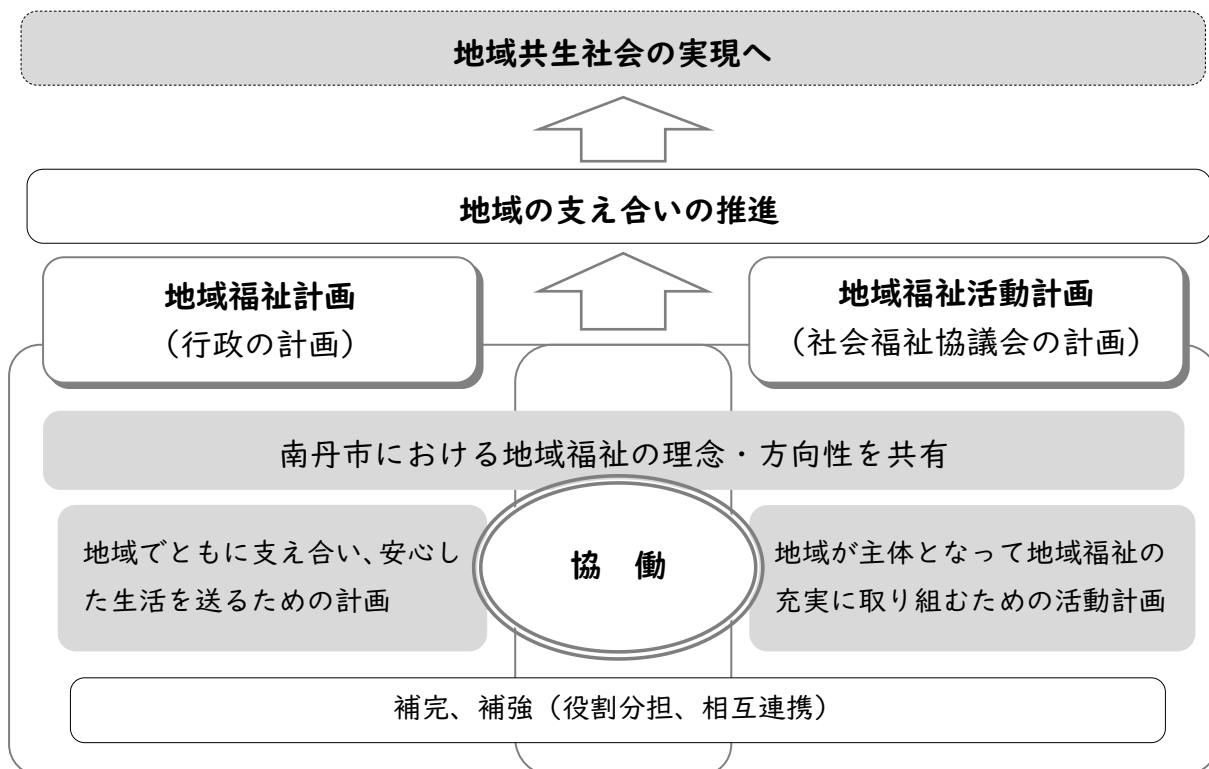 地域共生社会の実現へ
地域の支え合いの推進
地域福祉計画
（行政の計画）
地域福祉活動計画
（社会福祉協議会の計画）
南丹市における地域福祉の理念・方向性を共有
地域でともに支え合い、安心し
た生活を送るための計画
協　働
地域が主体となって地域福祉の
充実に取り組むための活動計画
補完、補強（役割分担、相互連携）